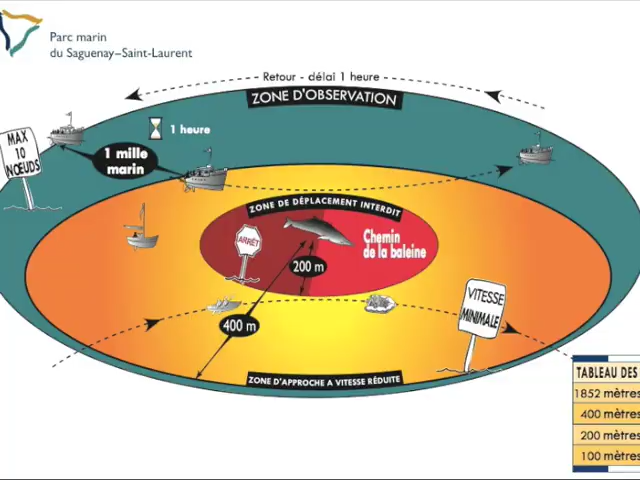 Parc marin
du Saguenay–Saint-Laurent
Retour - délai 1 heure
ZONE D'OBSERVATION
1 heure
MAX
10
NŒUDS
1 mille
marin
ZONE DE DÉPLACEMENT INTERDIT
ARRÊT
Chemin
de la baleine
200 m
400 m
VITESSE
MINIMALE
ZONE D'APPROCHE A VITESSE RÉDUITE
TABLEAU DES
1852 mètres
400 mètres
200 mètres
100 mètres